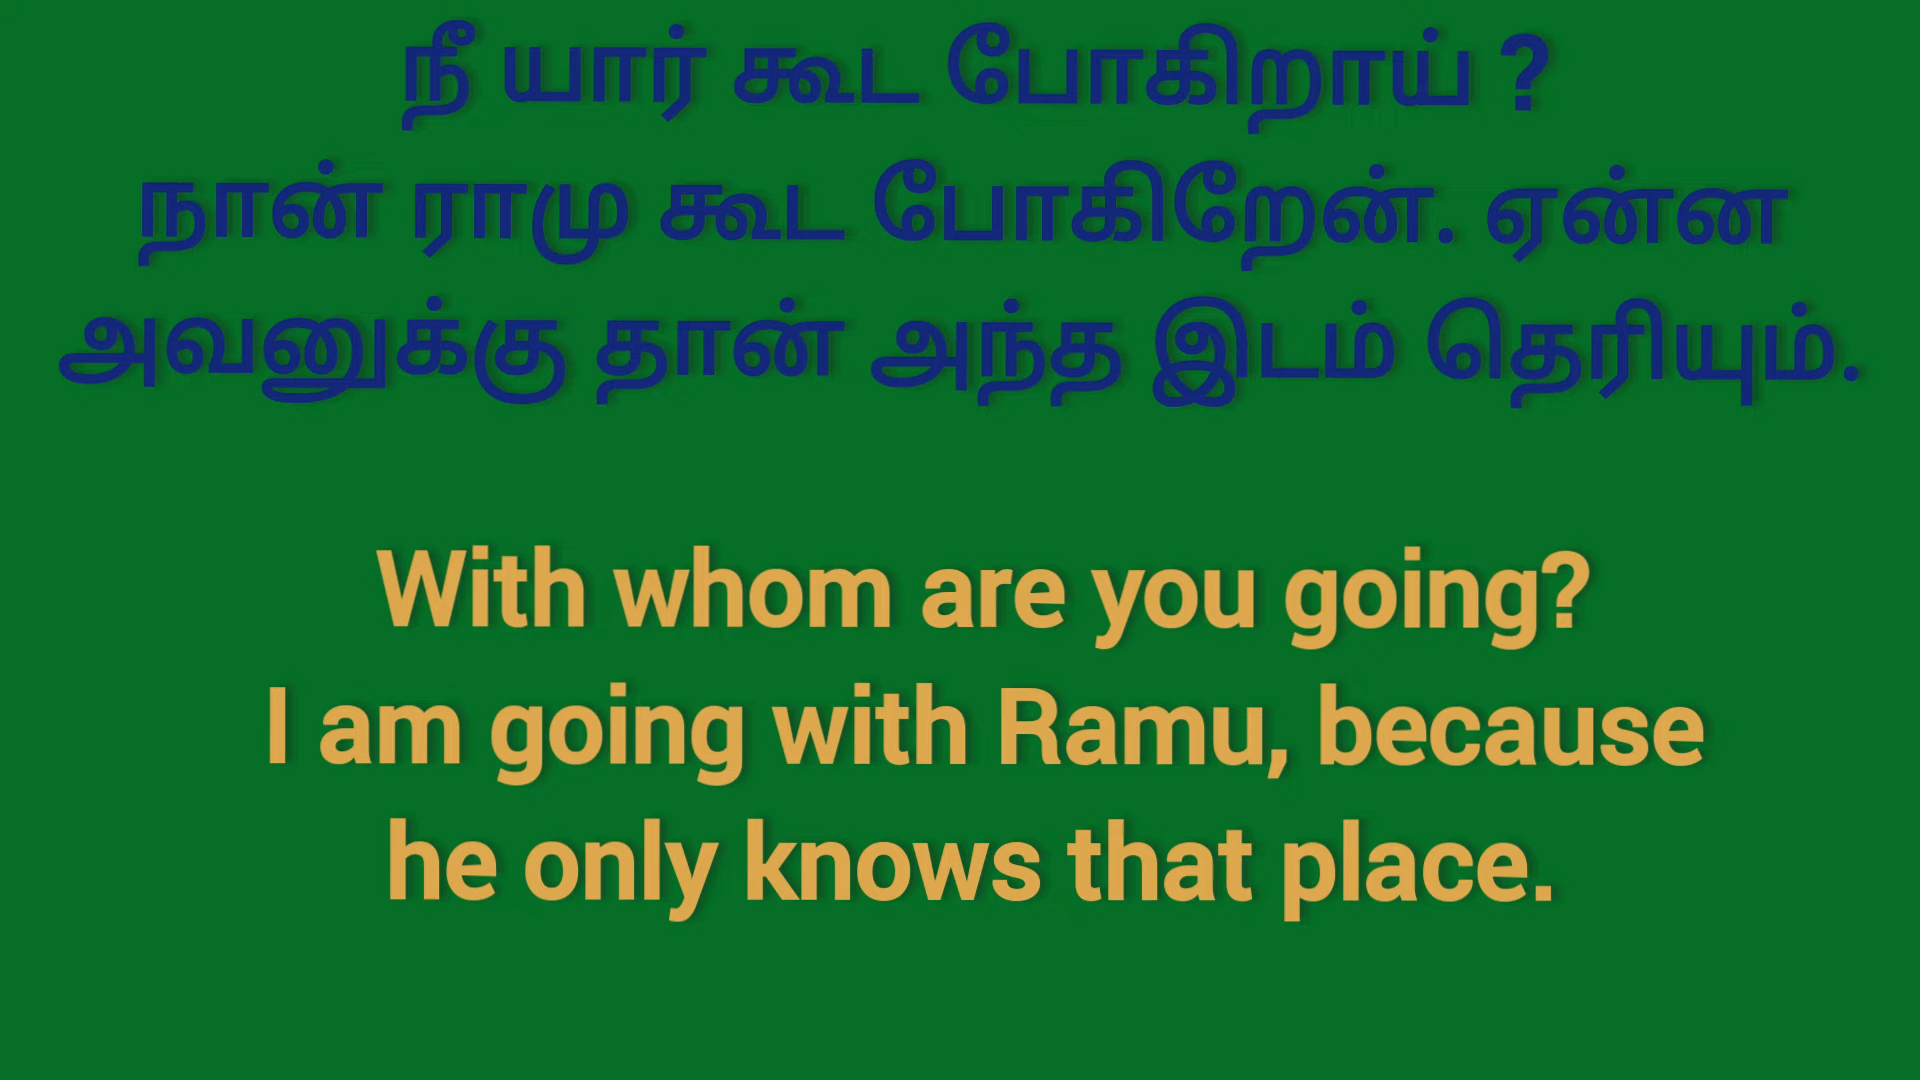 நீ யார் கூட போகிறாய் ?
நான் ராமு கூட போகிறேன். ஏன்ன
அவனுக்கு தான் அந்த இடம் தெரியும்.
With whom are you going?
I am going with Ramu, because
he only knows that place.